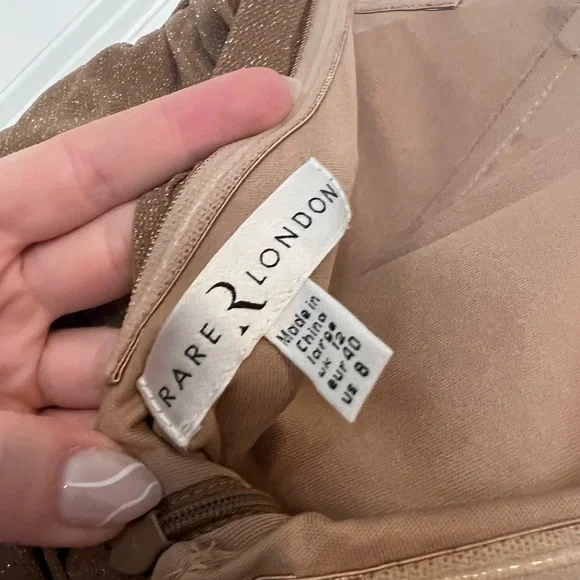 RARE R LONDON
Made in
China
large
UK 12
eur 40
US 8